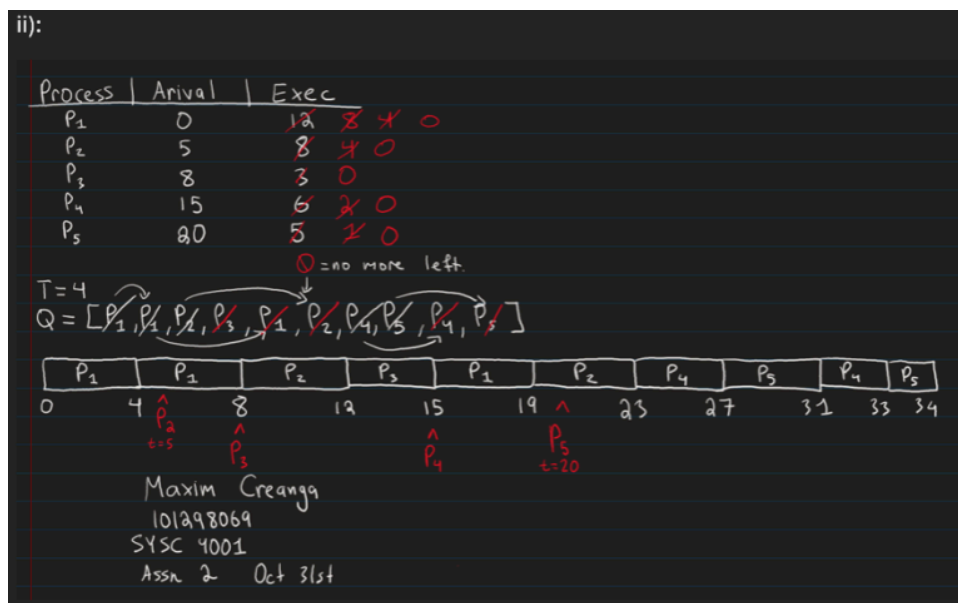 ii):
Process | Arival | Exec
P1 0 12 8 4 0
P2 5 8 4 0
P3 8 3 0
P4 15 6 2 0
P5 20 5 1 0
0 = no more left.
T=4
Q = [P1, P1, P2, P3, P1, P2, P4, P5, P4, P5]
P1 P1 P2 P3 P1 P2 P4 P5 P4 P5
0 4 8 12 15 19 23 27 31 33 34
^ P2 t=5
^ P3
^ P4
^ P5 t=20
Maxim Creanga
101298069
SYSC 4001
Assn 2 Oct 31st